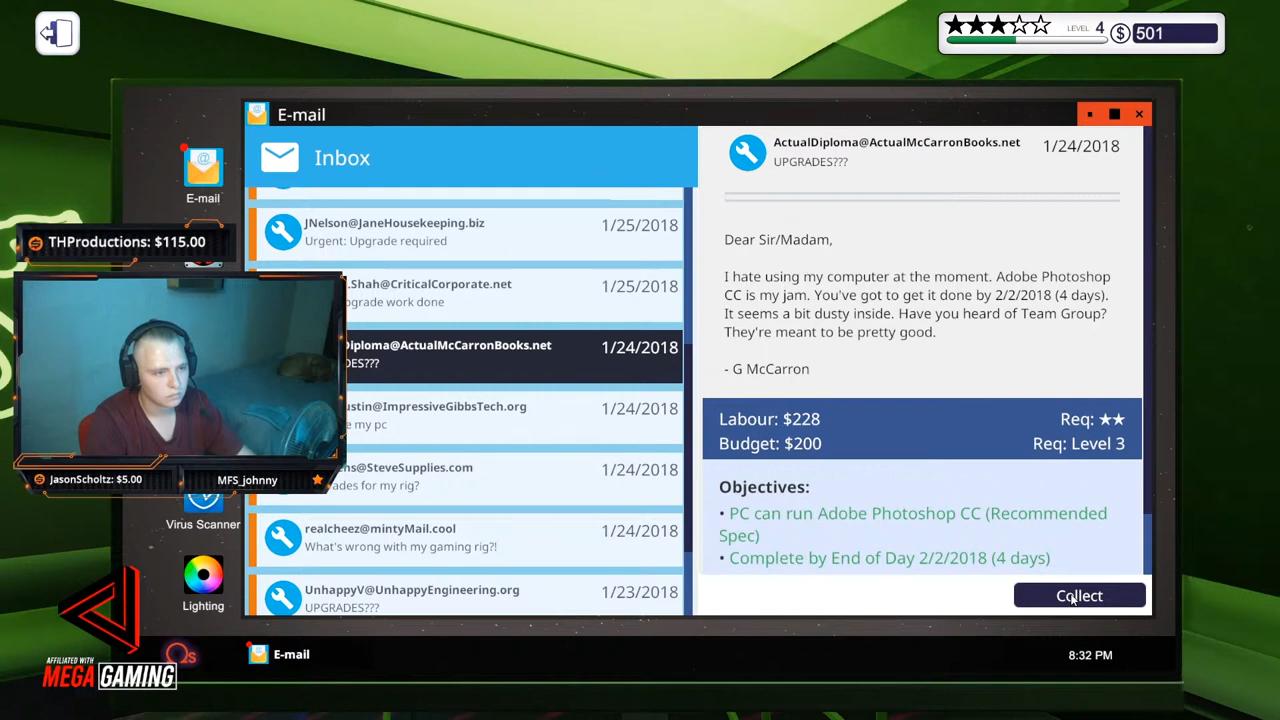 LEVEL 4
$ 501
E-mail
Inbox
E-mail
JNelson@JaneHousekeeping.biz
1/25/2018
Urgent: Upgrade required
.Shah@CriticalCorporate.net
1/25/2018
pgrade work done
Diploma@ActualMcCarronBooks.net
1/24/2018
DES???
ustin@ImpressiveGibbsTech.org
1/24/2018
e my pc
ns@SteveSupplies.com
1/24/2018
ades for my rig?
realcheez@mintyMail.cool
1/24/2018
What's wrong with my gaming rig?!
UnhappyV@UnhappyEngineering.org
1/23/2018
UPGRADES???
ActualDiploma@ActualMcCarronBooks.net
1/24/2018
UPGRADES???
Dear Sir/Madam,
I hate using my computer at the moment. Adobe Photoshop
CC is my jam. You've got to get it done by 2/2/2018 (4 days).
It seems a bit dusty inside. Have you heard of Team Group?
They're meant to be pretty good.
- G McCarron
Labour: $228
Req: ★★
Budget: $200
Req: Level 3
Objectives:
• PC can run Adobe Photoshop CC (Recommended
Spec)
• Complete by End of Day 2/2/2018 (4 days)
Collect
THProductions: $115.00
JasonScholtz: $5.00
MFS_johnny
Virus Scanner
Lighting
AFFILIATED WITH
MEGA GAMING
E-mail
8:32 PM